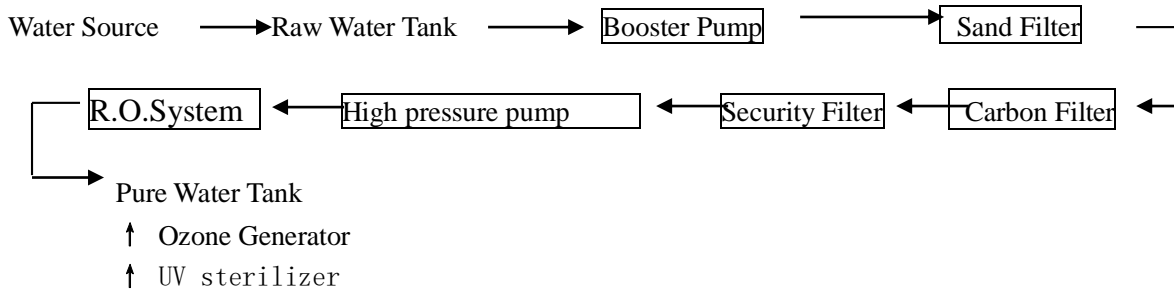 Water Source Raw Water Tank Booster Pump Sand Filter
R.O.System High pressure pump Security Filter Carbon Filter
Pure Water Tank
Ozone Generator
UV sterilizer